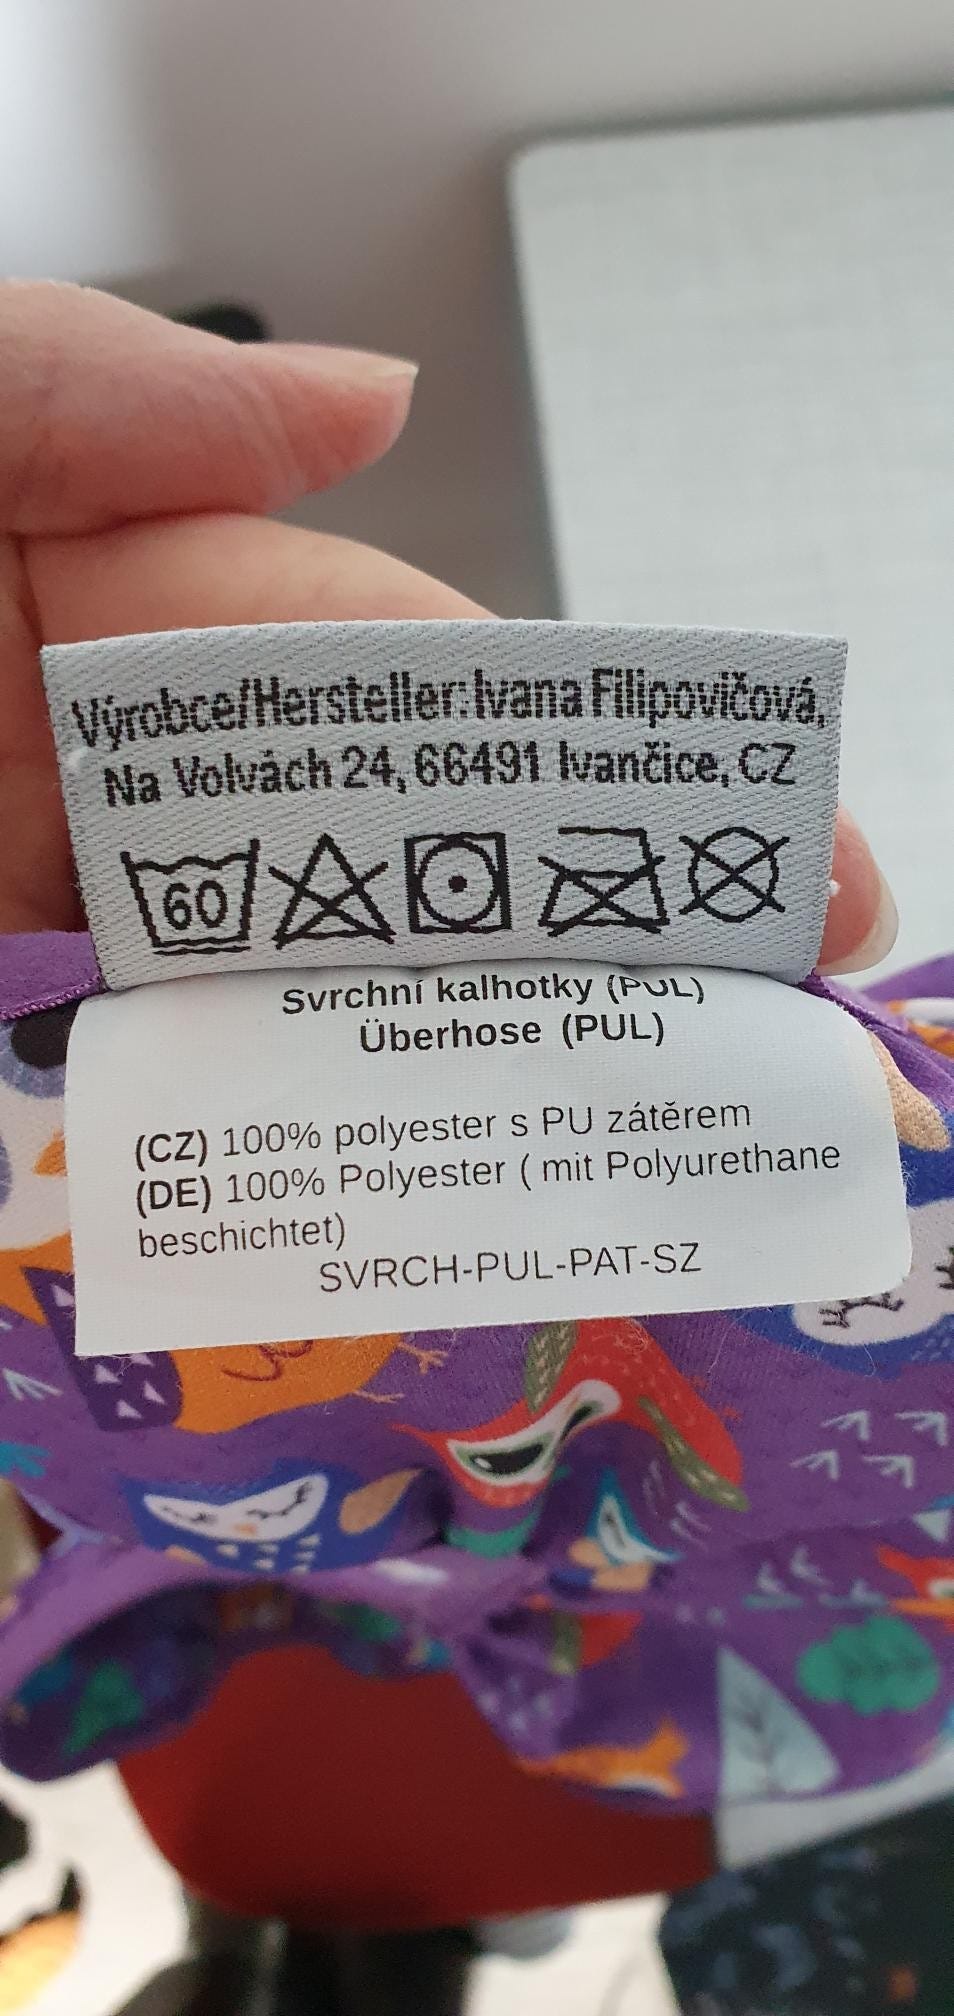 Výrobce/Hersteller: Ivana Filipovičová,
Na Volvách 24, 66491 Ivančice, CZ
60
Svrchní kalhotky (PUL)
Überhose (PUL)
(CZ) 100% polyester s PU zátěrem
(DE) 100% Polyester ( mit Polyurethane
beschichtet)
SVRCH-PUL-PAT-SZ